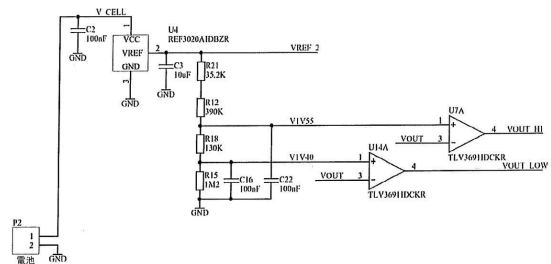 V_CELL
C2
100nF
GND
1
VCC
VREF
GND
2
3
GND
U4
REF3020AIDBZR
C3
10uF
GND
VREF_2
R21
35.2K
R12
390K
V1V55
R18
130K
V1V40
R15
1M2
C16
100nF
C22
100nF
GND
U7A
1
+
VOUT
3
−
4
VOUT_HI
TLV3691IDCKR
U14A
1
+
VOUT
3
−
4
VOUT_LOW
TLV3691IDCKR
P2
1
2
電池
GND